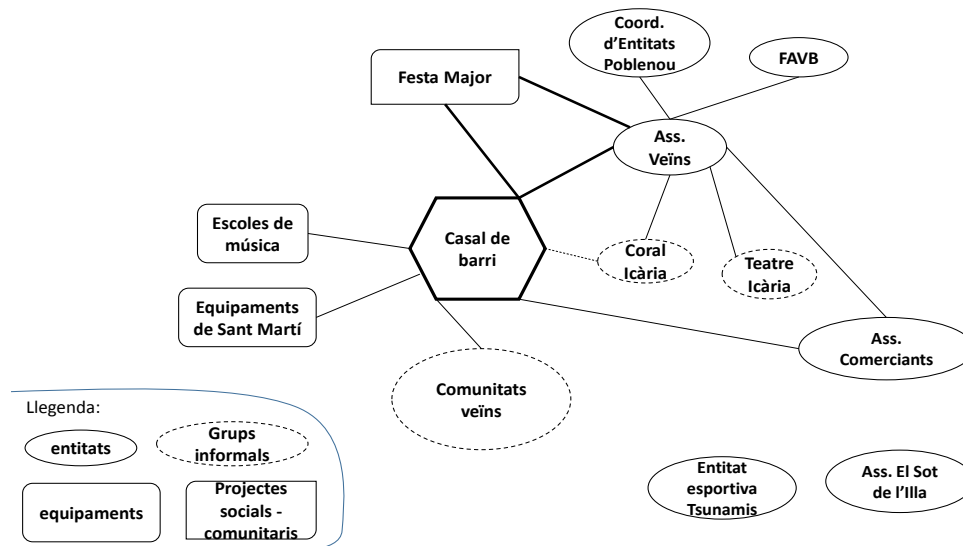 Coord.
d’Entitats
Poblenou
FAVB
Festa Major
Ass.
Veïns
Escoles de
música
Casal de
barri
Coral
Icària
Teatre
Icària
Equipaments
de Sant Martí
Ass.
Comerciants
Comunitats
veïns
Llegenda:
entitats
Grups
informals
equipaments
Projectes
socials -
comunitaris
Entitat
esportiva
Tsunamis
Ass. El Sot
de l’Illa